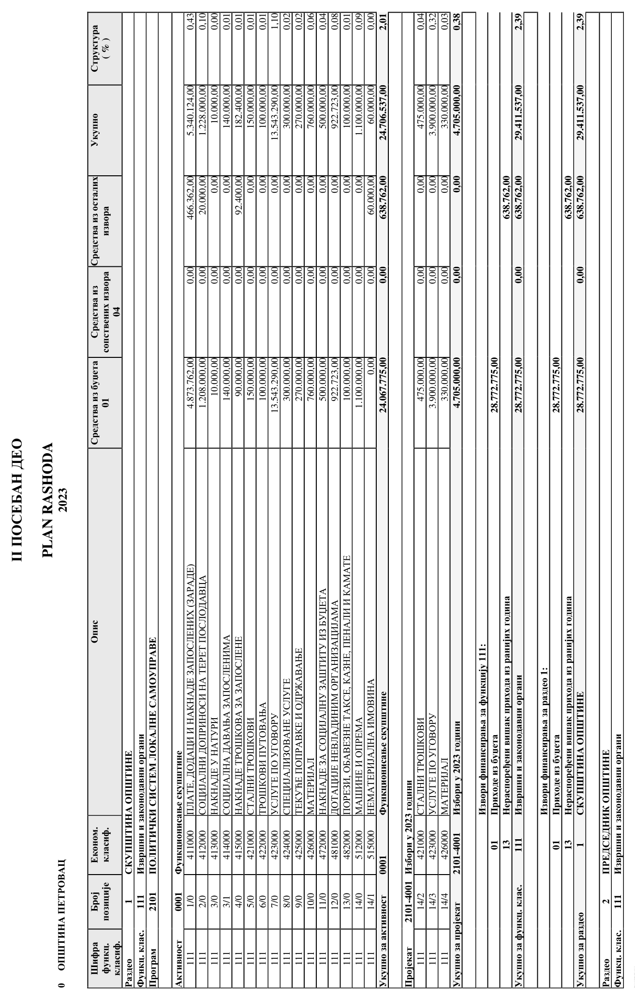 II ПОСЕБАН ДЕО
PLAN RASHODA
2023
0 ОПШТИНА ПЕТРОВАЦ
Шифра функц. класиф. Број позиције Економ. класиф. Опис Средства из буџета 01 Средства из сопствених извора 04 Средства из осталих извора Укупно Структура ( % )
Раздео 1 СКУПШТИНА ОПШТИНЕ
Функц. клас. 111 Извршни и законодавни органи
Програм 2101 ПОЛИТИЧКИ СИСТЕМ ЛОКАЛНЕ САМОУПРАВЕ
Активност 0001 Функционисање скупштине
111 1/0 411000 ПЛАТЕ, ДОДАЦИ И НАКНАДЕ ЗАПОСЛЕНИХ (ЗАРАДЕ) 4.873.762,00 0,00 466.362,00 5.340.124,00 0,43
111 2/0 412000 СОЦИЈАЛНИ ДОПРИНОСИ НА ТЕРЕТ ПОСЛОДАВЦА 1.208.000,00 0,00 20.000,00 1.228.000,00 0,10
111 3/0 413000 НАКНАДЕ У НАТУРИ 10.000,00 0,00 0,00 10.000,00 0,00
111 3/1 414000 СОЦИЈАЛНА ДАВАЊА ЗАПОСЛЕНИМА 140.000,00 0,00 0,00 140.000,00 0,01
111 4/0 415000 НАКНАДЕ ТРОШКОВА ЗА ЗАПОСЛЕНЕ 90.000,00 0,00 92.400,00 182.400,00 0,01
111 5/0 421000 СТАЛНИ ТРОШКОВИ 150.000,00 0,00 0,00 150.000,00 0,01
111 6/0 422000 ТРОШКОВИ ПУТОВАЊА 100.000,00 0,00 0,00 100.000,00 0,01
111 7/0 423000 УСЛУГЕ ПО УГОВОРУ 13.543.290,00 0,00 0,00 13.543.290,00 1,10
111 8/0 424000 СПЕЦИЈАЛИЗОВАНЕ УСЛУГЕ 300.000,00 0,00 0,00 300.000,00 0,02
111 9/0 425000 ТЕКУЋЕ ПОПРАВКЕ И ОДРЖАВАЊЕ 270.000,00 0,00 0,00 270.000,00 0,02
111 10/0 426000 МАТЕРИЈАЛ 760.000,00 0,00 0,00 760.000,00 0,06
111 11/0 472000 НАКНАДЕ ЗА СОЦИЈАЛНУ ЗАШТИТУ ИЗ БУЏЕТА 500.000,00 0,00 0,00 500.000,00 0,04
111 12/0 481000 ДОТАЦИЈЕ НЕВЛАДИНИМ ОРГАНИЗАЦИЈАМА 922.723,00 0,00 0,00 922.723,00 0,08
111 13/0 482000 ПОРЕЗИ, ОБАВЕЗНЕ ТАКСЕ, КАЗНЕ, ПЕНАЛИ И КАМАТЕ 100.000,00 0,00 0,00 100.000,00 0,01
111 14/0 512000 МАШИНЕ И ОПРЕМА 1.100.000,00 0,00 0,00 1.100.000,00 0,09
111 14/1 515000 НЕМАТЕРИЈАЛНА ИМОВИНА 0,00 0,00 60.000,00 60.000,00 0,00
Укупно за активност 0001 Функционисање скупштине 24.067.775,00 0,00 638.762,00 24.706.537,00 2,01
Пројекат 2101-4001 Избори у 2023 години
111 14/2 421000 СТАЛНИ ТРОШКОВИ 475.000,00 0,00 0,00 475.000,00 0,04
111 14/3 423000 УСЛУГЕ ПО УГОВОРУ 3.900.000,00 0,00 0,00 3.900.000,00 0,32
111 14/4 426000 МАТЕРИЈАЛ 330.000,00 0,00 0,00 330.000,00 0,03
Укупно за пројекат 2101-4001 Избори у 2023 години 4.705.000,00 0,00 0,00 4.705.000,00 0,38
Извори финансирања за функцију 111:
01 Приходе из буџета 28.772.775,00
13 Нераспоређени вишак прихода из ранијих година 638.762,00
Укупно за функц. клас. 111 Извршни и законодавни органи 28.772.775,00 0,00 638.762,00 29.411.537,00 2,39
Извори финансирања за раздео 1:
01 Приходе из буџета 28.772.775,00
13 Нераспоређени вишак прихода из ранијих година 638.762,00
Укупно за раздео 1 СКУПШТИНА ОПШТИНЕ 28.772.775,00 0,00 638.762,00 29.411.537,00 2,39
Раздео 2 ПРЕДСЕДНИК ОПШТИНЕ
Функц. клас. 111 Извршни и законодавни органи